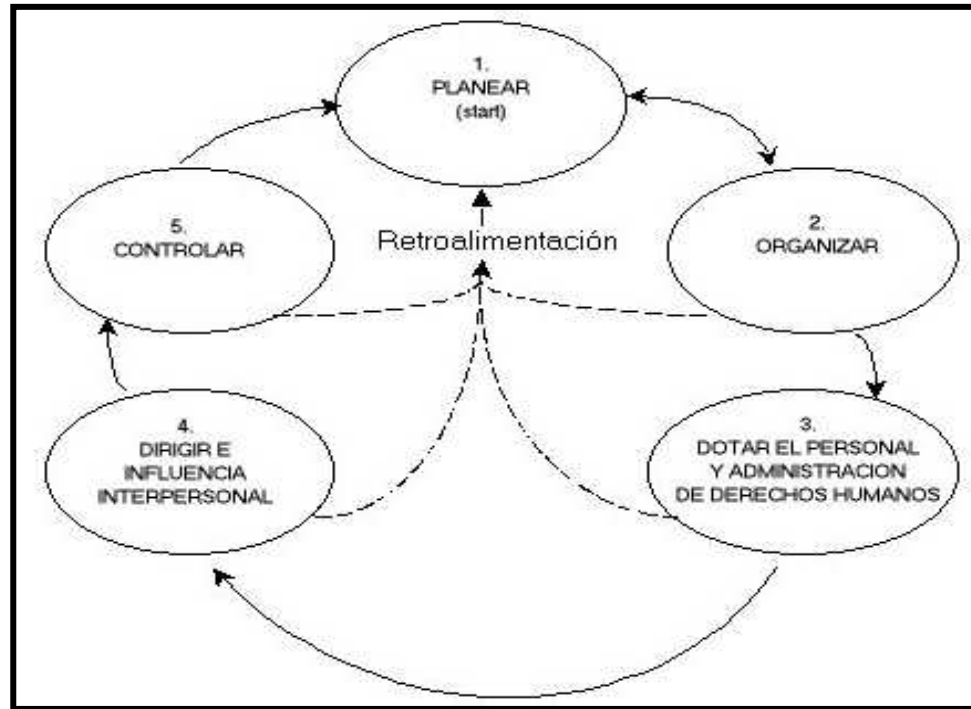 1.
PLANEAR
(start)
5.
CONTROLAR
Retroalimentación
2.
ORGANIZAR
4.
DIRIGIR E
INFLUENCIA
INTERPERSONAL
3.
DOTAR EL PERSONAL
Y ADMINISTRACION
DE DERECHOS HUMANOS